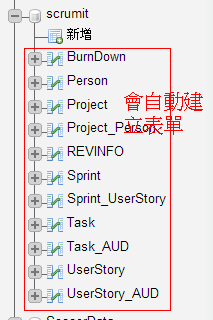 scrumit
新增
BurnDown
Person
Project
Project_Person
REVINFO
Sprint
Sprint_UserStory
Task
Task_AUD
UserStory
UserStory_AUD
會自動建
立表單